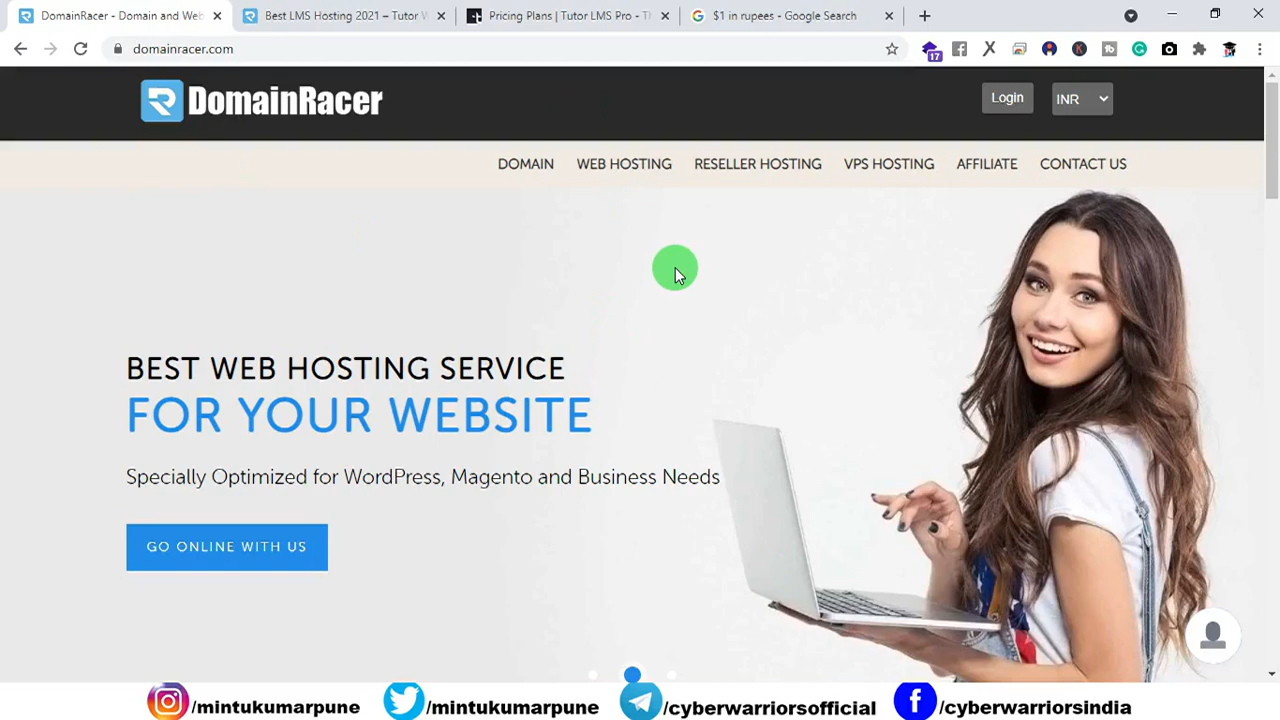 DomainRacer - Domain and Web
Best LMS Hosting 2021 – Tutor W
Pricing Plans | Tutor LMS Pro - Th
$1 in rupees - Google Search
domainracer.com
17
DomainRacer
Login
INR
DOMAIN
WEB HOSTING
RESELLER HOSTING
VPS HOSTING
AFFILIATE
CONTACT US
BEST WEB HOSTING SERVICE
FOR YOUR WEBSITE
Specially Optimized for WordPress, Magento and Business Needs
GO ONLINE WITH US
/mintukumarpune
/mintukumarpune
/cyberwarriorsofficial
/cyberwarriorsindia